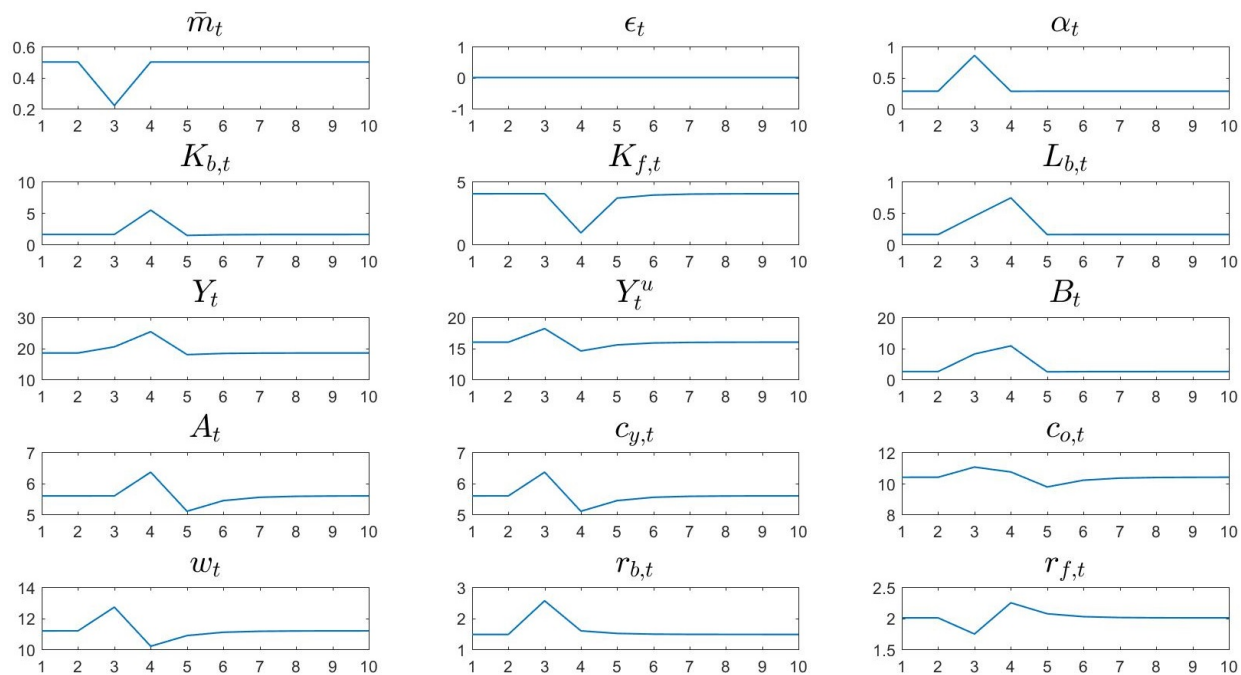 m̄_t ϵ_t α_t
0.6 1 1
0.4 0 0.5
0.2 -1 0
1 2 3 4 5 6 7 8 9 10 1 2 3 4 5 6 7 8 9 10 1 2 3 4 5 6 7 8 9 10
K_{b,t} K_{f,t} L_{b,t}
10 5 1
5 0.5
0 0 0
1 2 3 4 5 6 7 8 9 10 1 2 3 4 5 6 7 8 9 10 1 2 3 4 5 6 7 8 9 10
Y_t Y_t^u B_t
30 20 20
20 15 10
10 10 0
1 2 3 4 5 6 7 8 9 10 1 2 3 4 5 6 7 8 9 10 1 2 3 4 5 6 7 8 9 10
A_t c_{y,t} c_{o,t}
7 7 12
6 6 10
5 5 8
1 2 3 4 5 6 7 8 9 10 1 2 3 4 5 6 7 8 9 10 1 2 3 4 5 6 7 8 9 10
w_t r_{b,t} r_{f,t}
14 3 2.5
12 2 2
10 1 1.5
1 2 3 4 5 6 7 8 9 10 1 2 3 4 5 6 7 8 9 10 1 2 3 4 5 6 7 8 9 10